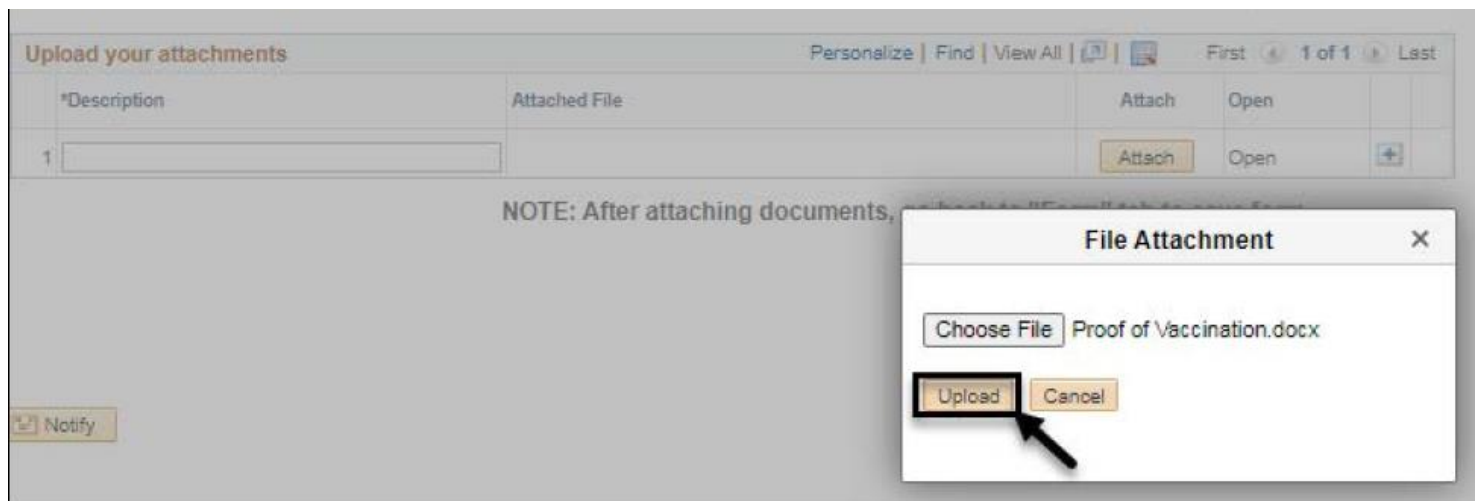 Upload your attachments Personalize | Find | View All | | First 1 of 1 Last
*Description Attached File Attach Open
1 Attach Open
NOTE: After attaching documents,
File Attachment ×
Choose File Proof of Vaccination.docx
Upload Cancel
Notify